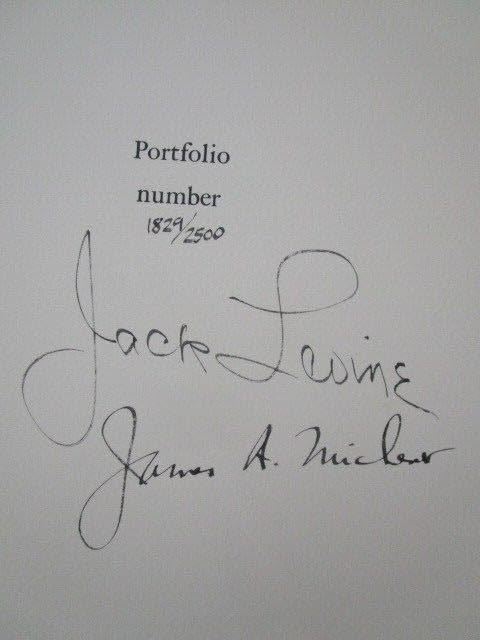 Portfolio
number
1829/2500
Jack Levine
James A. Michener